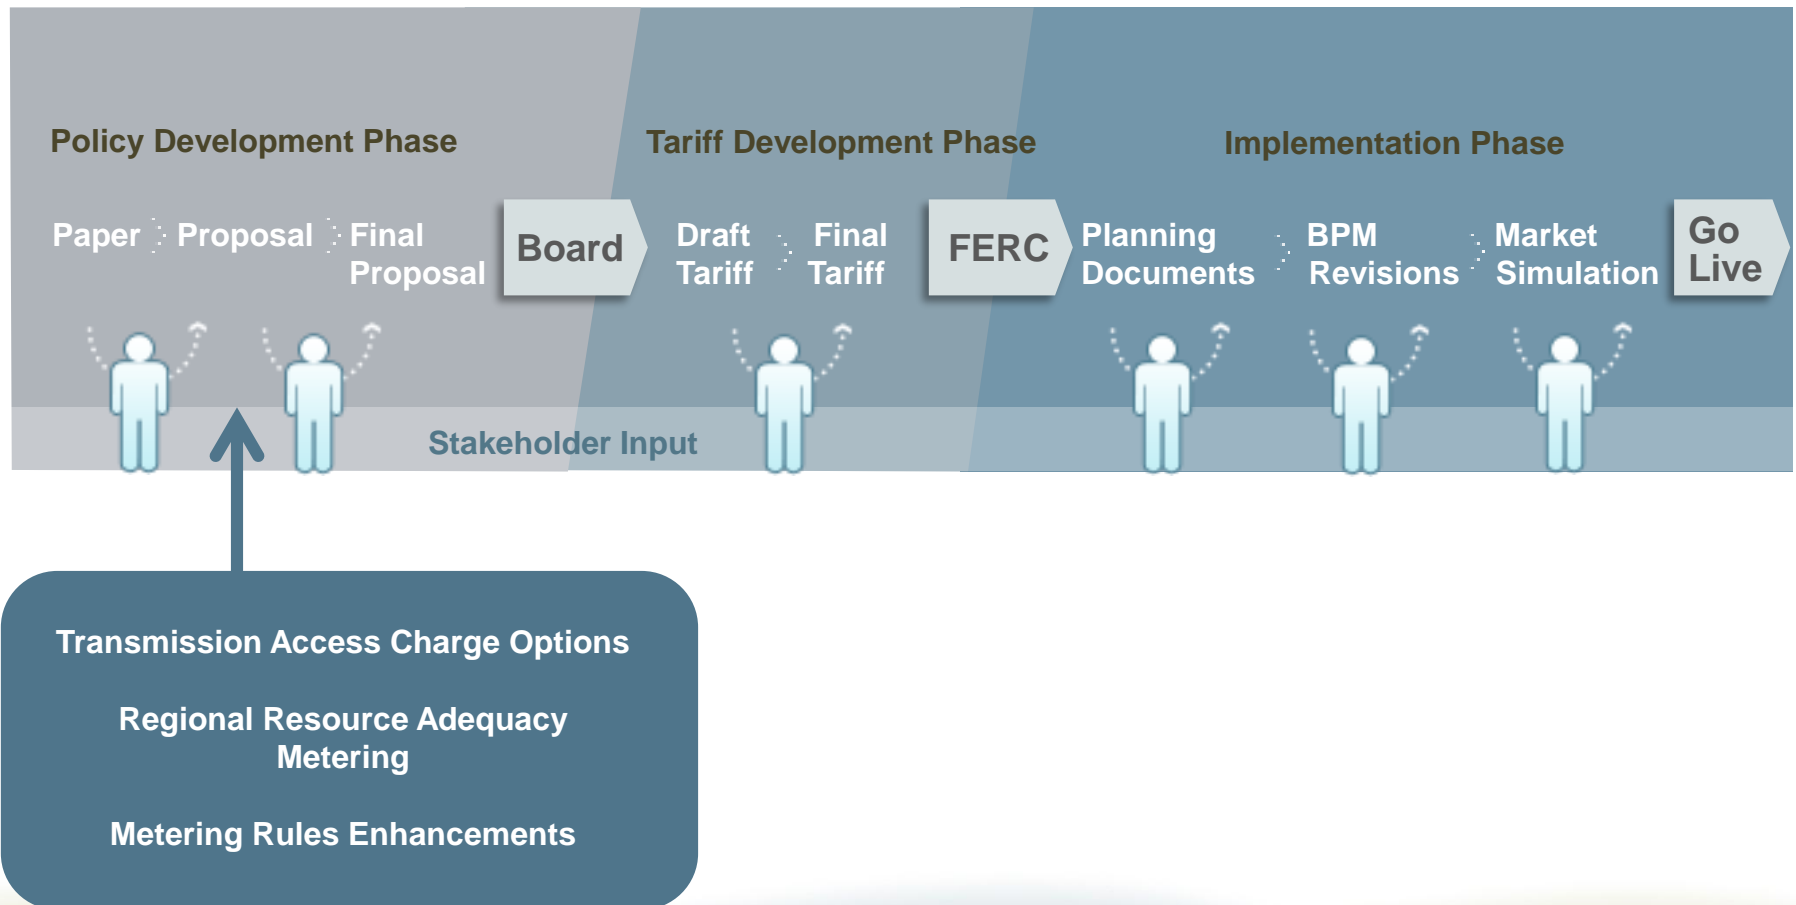 Policy Development Phase
Tariff Development Phase
Implementation Phase
Paper
Proposal
Final
Proposal
Board
Draft
Tariff
Final
Tariff
FERC
Planning
Documents
BPM
Revisions
Market
Simulation
Go
Live
Stakeholder Input
Transmission Access Charge Options
Regional Resource Adequacy
Metering
Metering Rules Enhancements